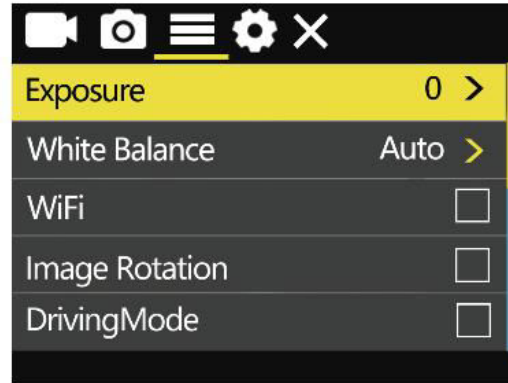 Exposure 0 >
White Balance Auto >
WiFi
Image Rotation
DrivingMode